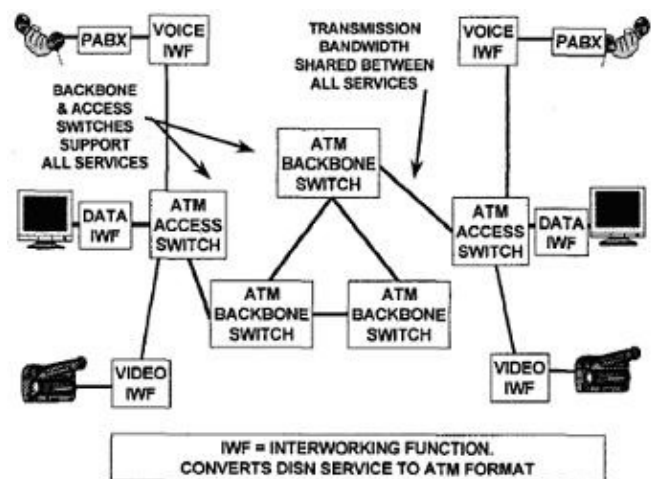 PABX
VOICE
IWF
TRANSMISSION
BANDWIDTH
SHARED BETWEEN
ALL SERVICES
VOICE
IWF
PABX
BACKBONE
& ACCESS
SWITCHES
SUPPORT
ALL SERVICES
ATM
BACKBONE
SWITCH
DATA
IWF
ATM
ACCESS
SWITCH
ATM
ACCESS
SWITCH
DATA
IWF
ATM
BACKBONE
SWITCH
ATM
BACKBONE
SWITCH
VIDEO
IWF
VIDEO
IWF
IWF = INTERWORKING FUNCTION.
CONVERTS DISN SERVICE TO ATM FORMAT